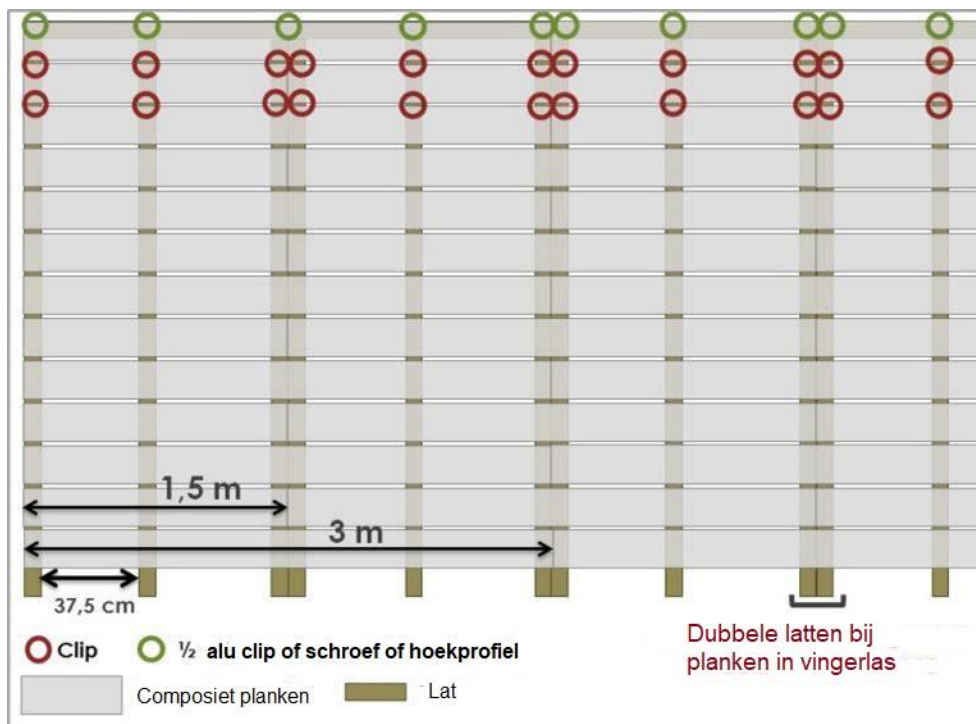 1,5 m
3 m
37,5 cm
Clip
½ alu clip of schroef of hoekprofiel
Dubbele latten bij
planken in vingerlas
Composiet planken
Lat